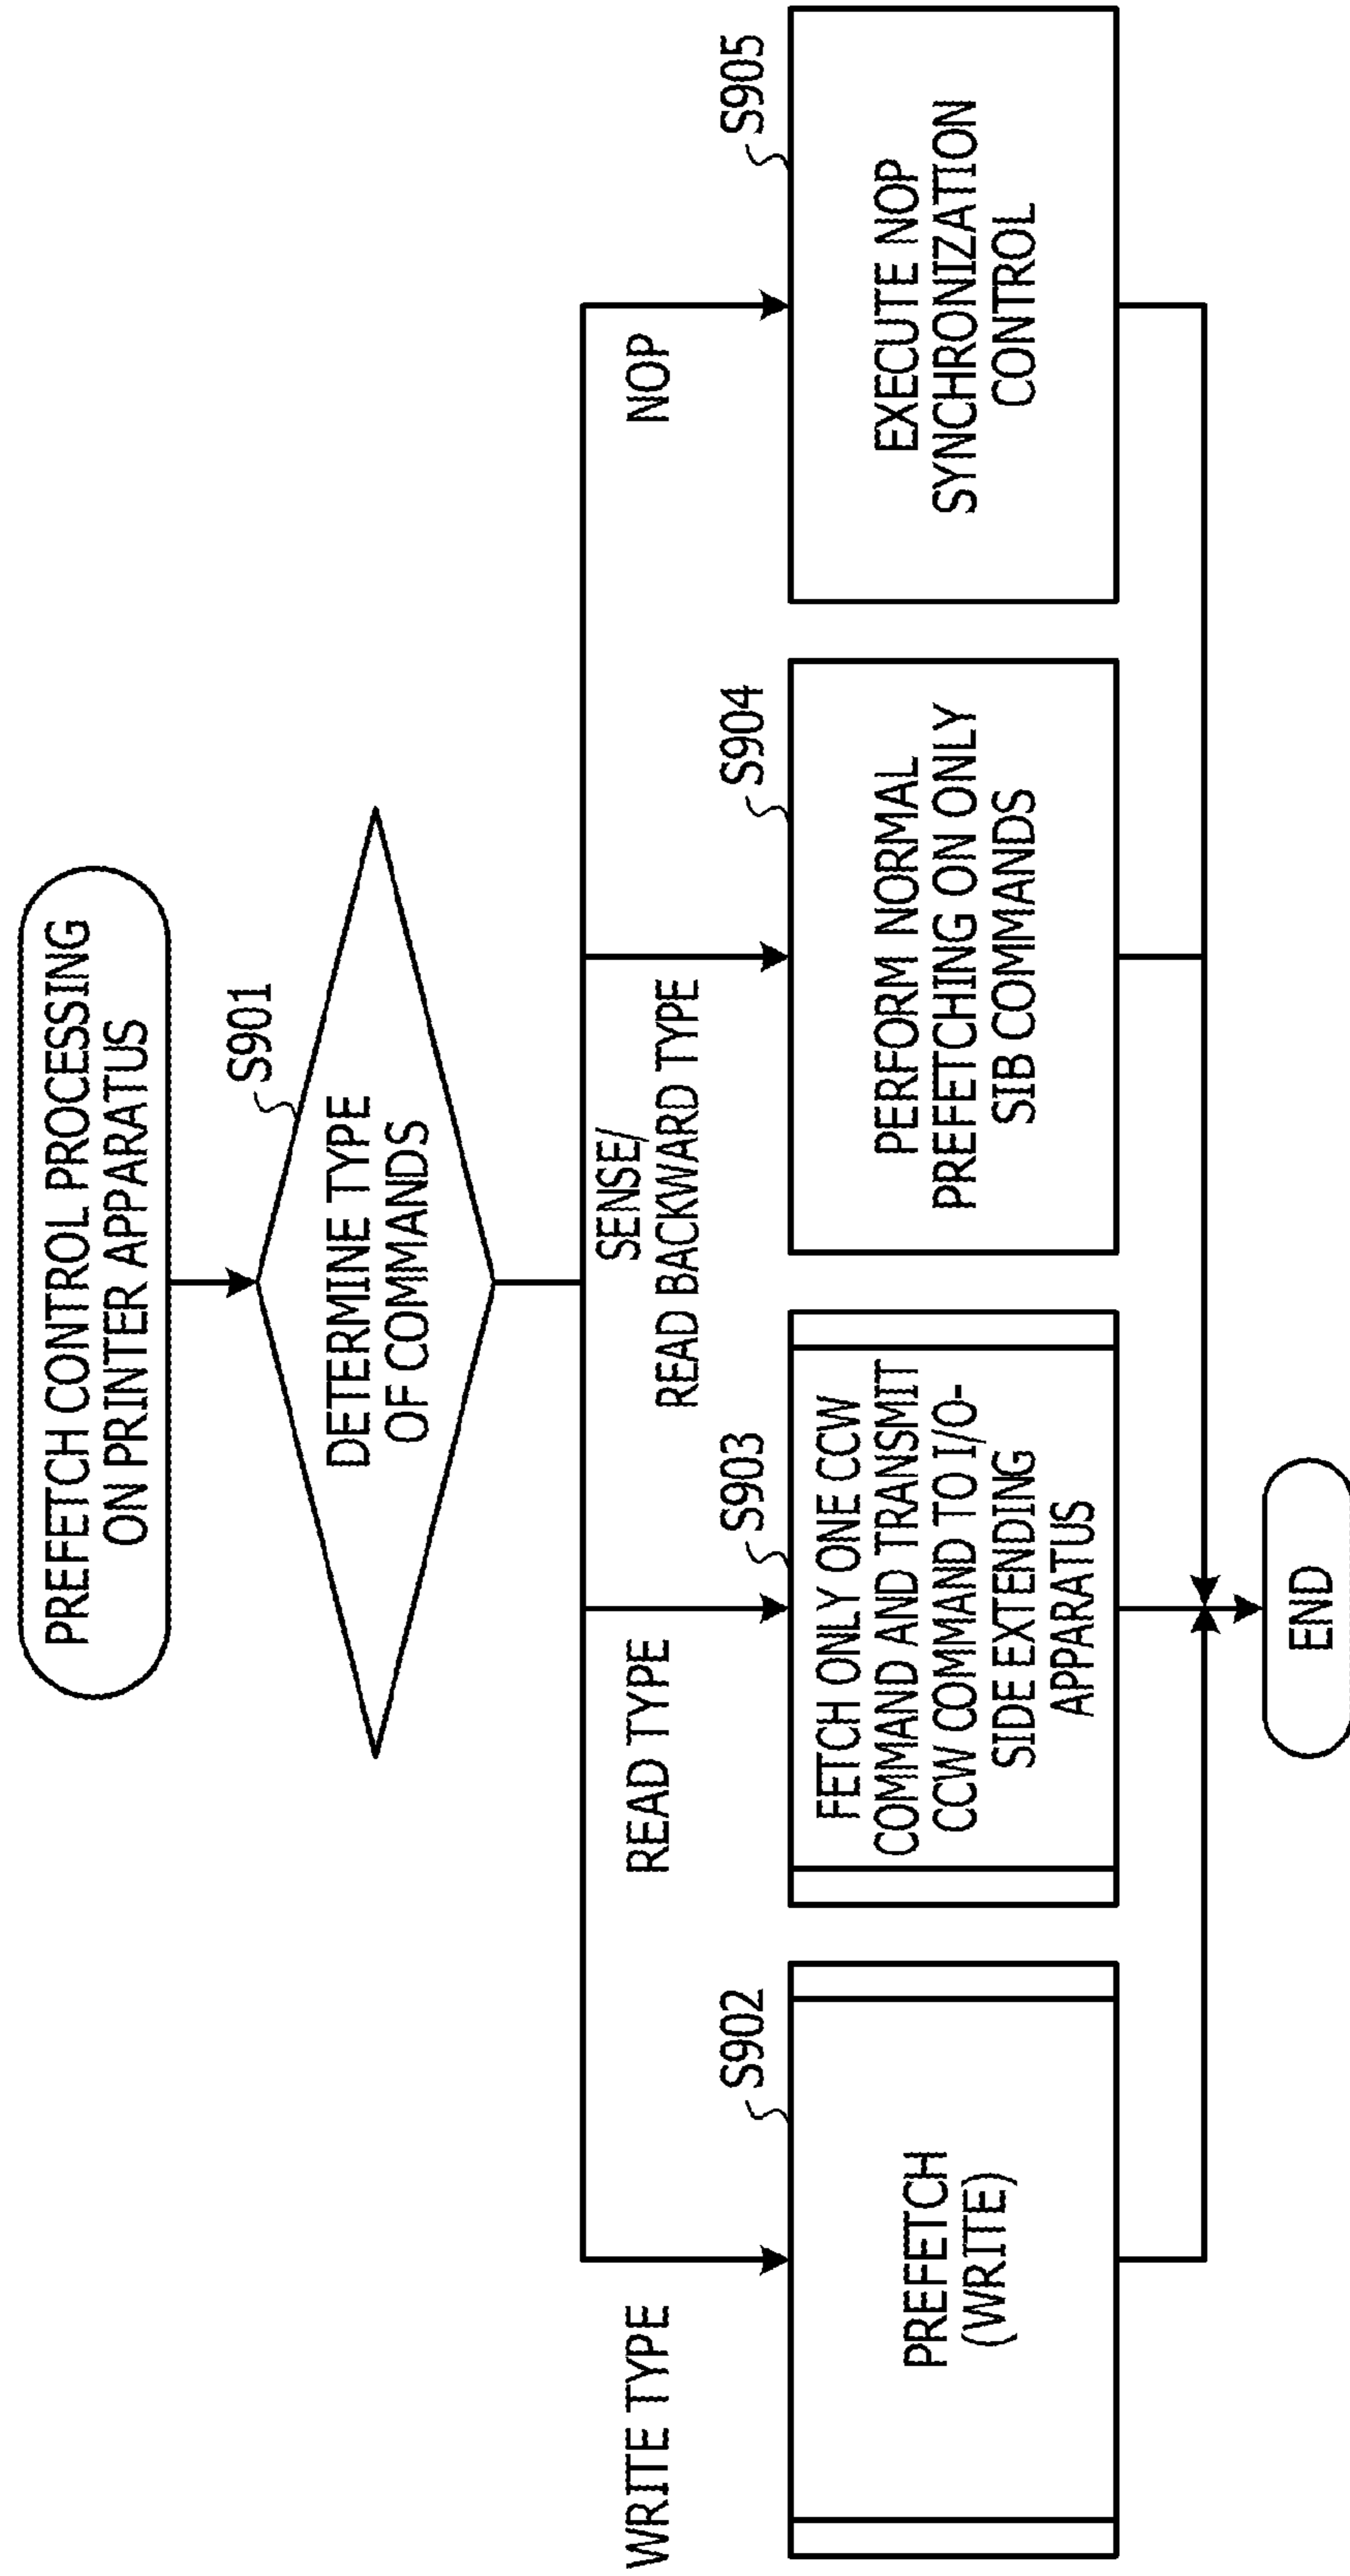 PREFETCH CONTROL PROCESSING
ON PRINTER APPARATUS
S901
DETERMINE TYPE
OF COMMANDS
WRITE TYPE
READ TYPE
SENSE/
READ BACKWARD TYPE
NOP
S902
PREFETCH
(WRITE)
S903
FETCH ONLY ONE CCW
COMMAND AND TRANSMIT
CCW COMMAND TO I/O-
SIDE EXTENDING
APPARATUS
S904
PERFORM NORMAL
PREFETCHING ON ONLY
SIB COMMANDS
S905
EXECUTE NOP
SYNCHRONIZATION
CONTROL
END